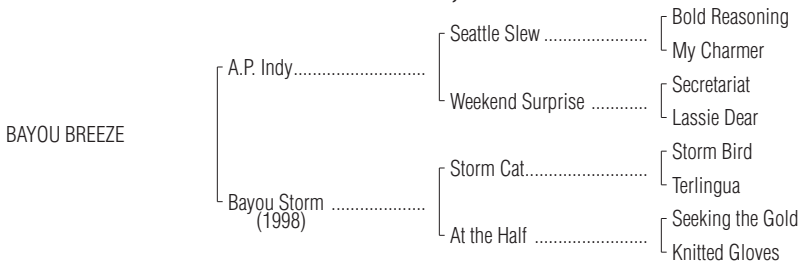 Bold Reasoning
Seattle Slew ......................
My Charmer
A.P. Indy...........................
Secretariat
Weekend Surprise ............
Lassie Dear
BAYOU BREEZE
Storm Bird
Storm Cat..........................
Terlingua
Bayou Storm ....................
(1998)
Seeking the Gold
At the Half ........................
Knitted Gloves